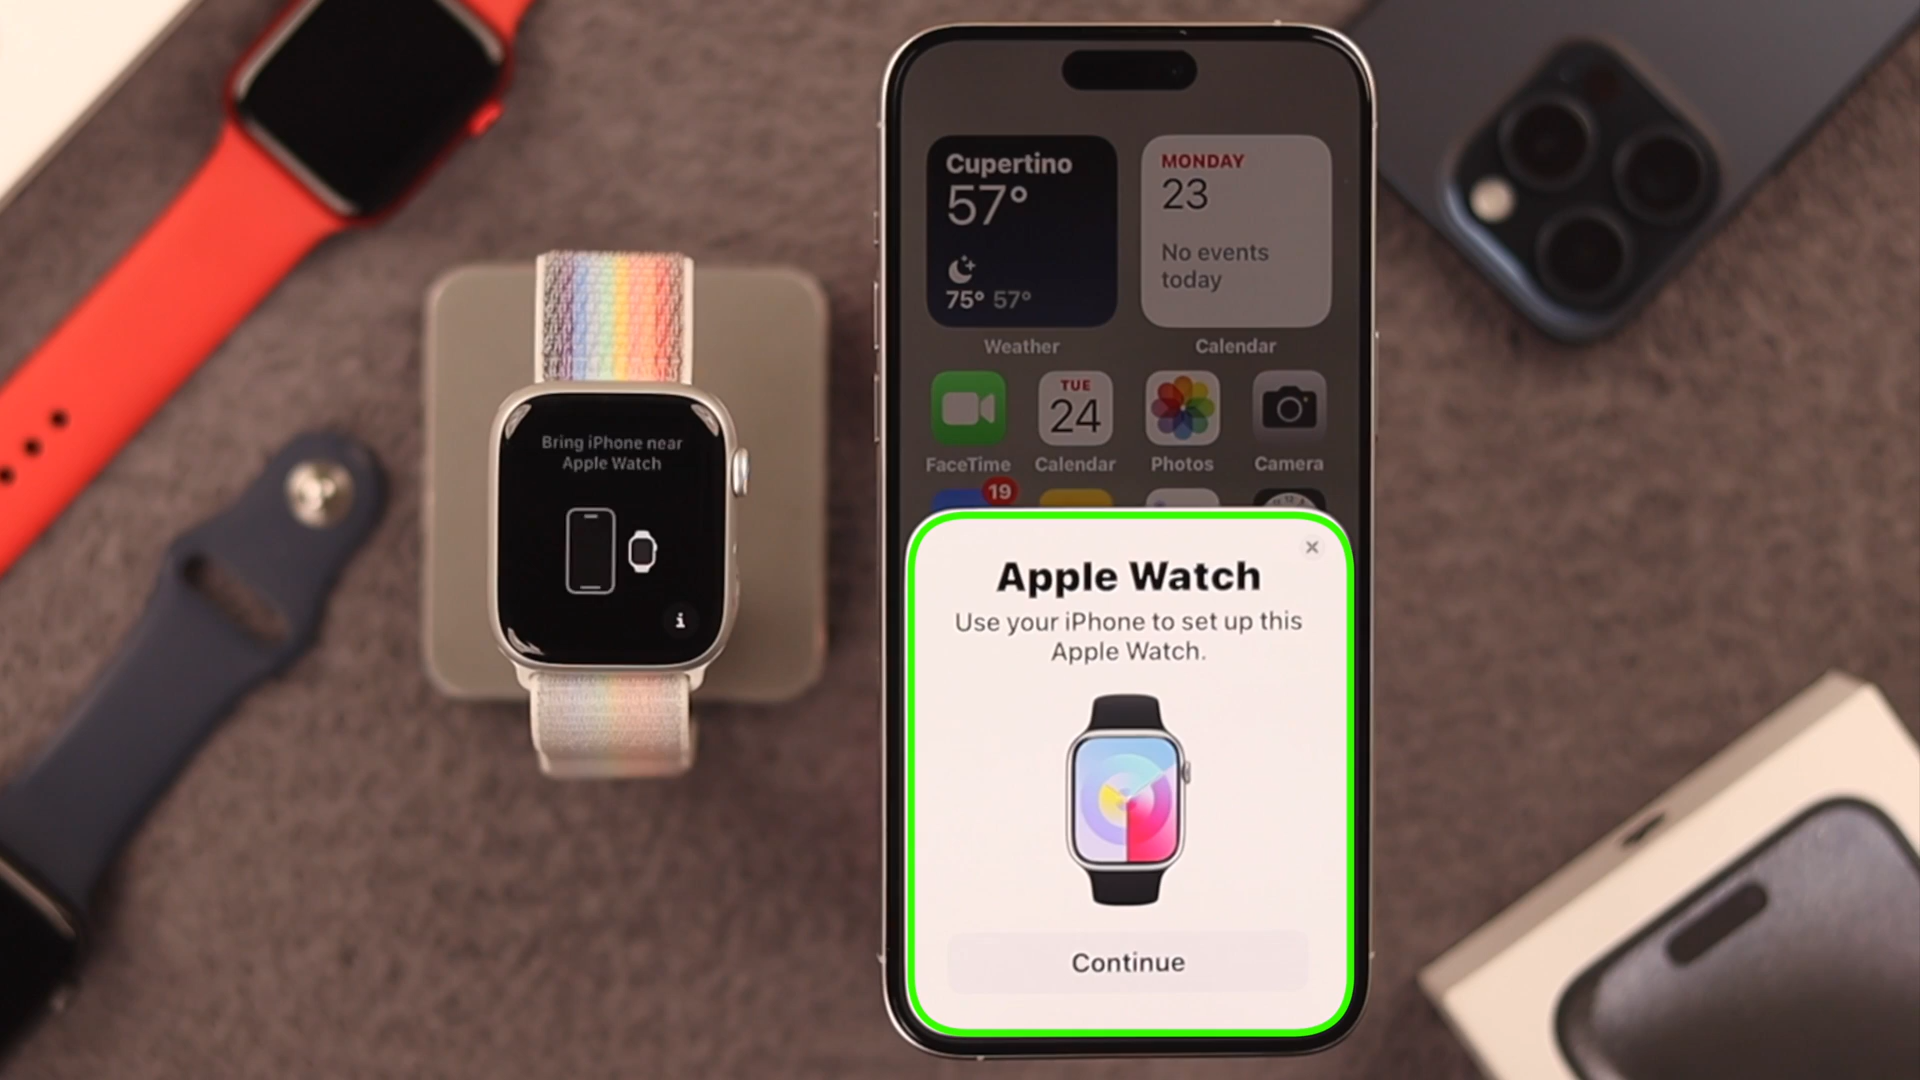 Bring iPhone near
Apple Watch
i
Cupertino
57°
75° 57°
Weather
MONDAY
23
No events
today
Calendar
FaceTime
TUE
24
Calendar
Photos
Camera
19
Apple Watch
Use your iPhone to set up this
Apple Watch.
Continue